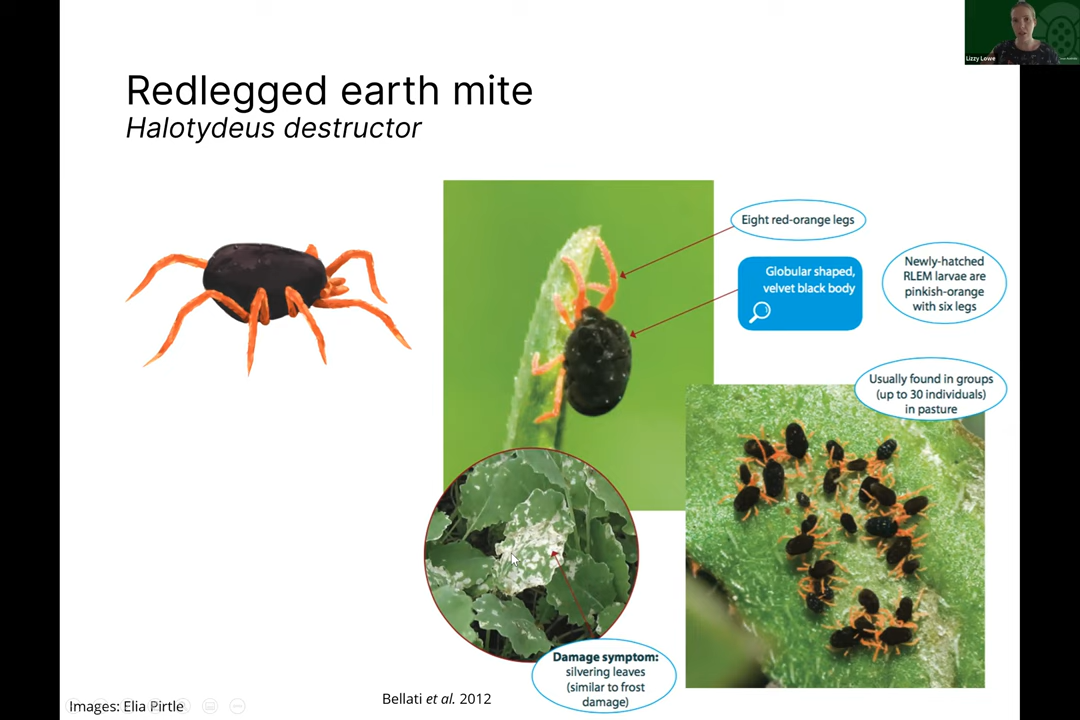 Lizzy Lowe
Redlegged earth mite
Halotydeus destructor
Eight red-orange legs
Globular shaped,
velvet black body
Newly-hatched
RLEM larvae are
pinkish-orange
with six legs
Usually found in groups
(up to 30 individuals)
in pasture
Damage symptom:
silvering leaves
(similar to frost
damage)
Bellati et al. 2012
Images: Elia Pirtle